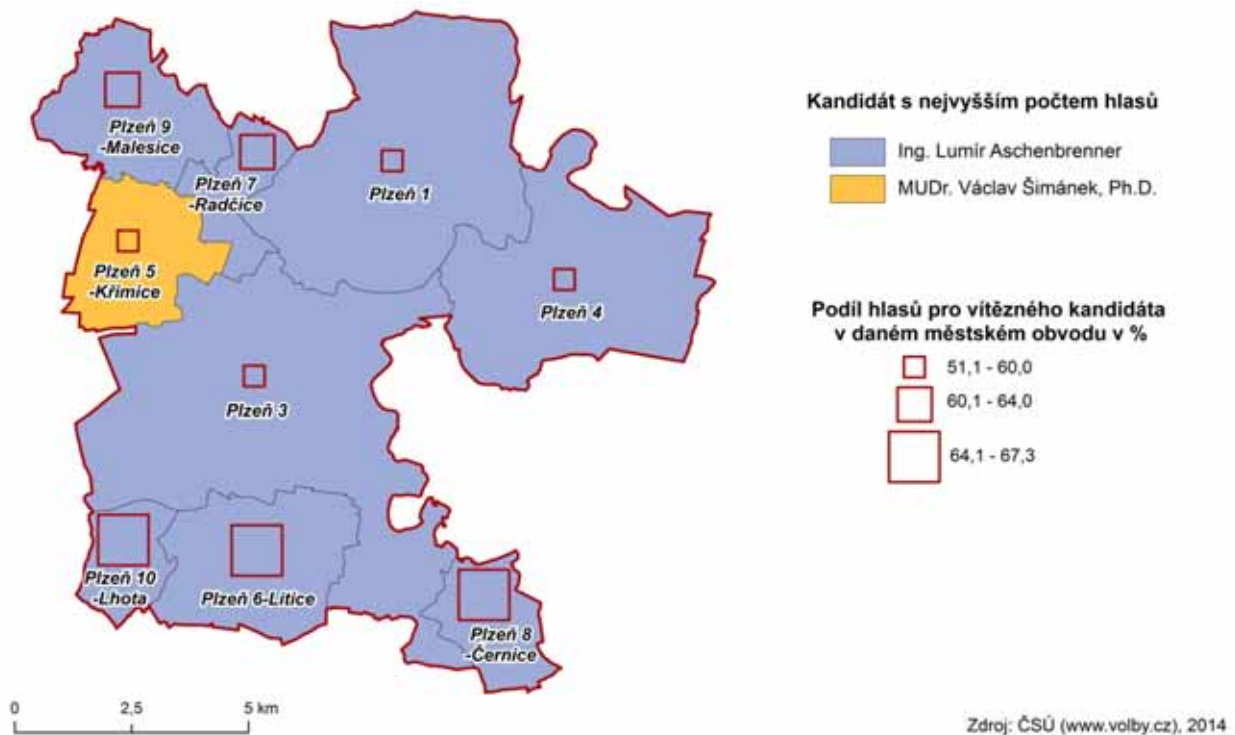 Plzeň 9
-Malesice
Plzeň 7
-Radčice
Plzeň 1
Plzeň 5
-Křimice
Plzeň 4
Plzeň 3
Plzeň 10
-Lhota
Plzeň 6-Litice
Plzeň 8
-Černice
0 2,5 5 km
Kandidát s nejvyšším počtem hlasů
Ing. Lumír Aschenbrenner
MUDr. Václav Šimánek, Ph.D.
Podíl hlasů pro vítězného kandidáta
v daném městském obvodu v %
51,1 - 60,0
60,1 - 64,0
64,1 - 67,3
Zdroj: ČSÚ (www.volby.cz), 2014